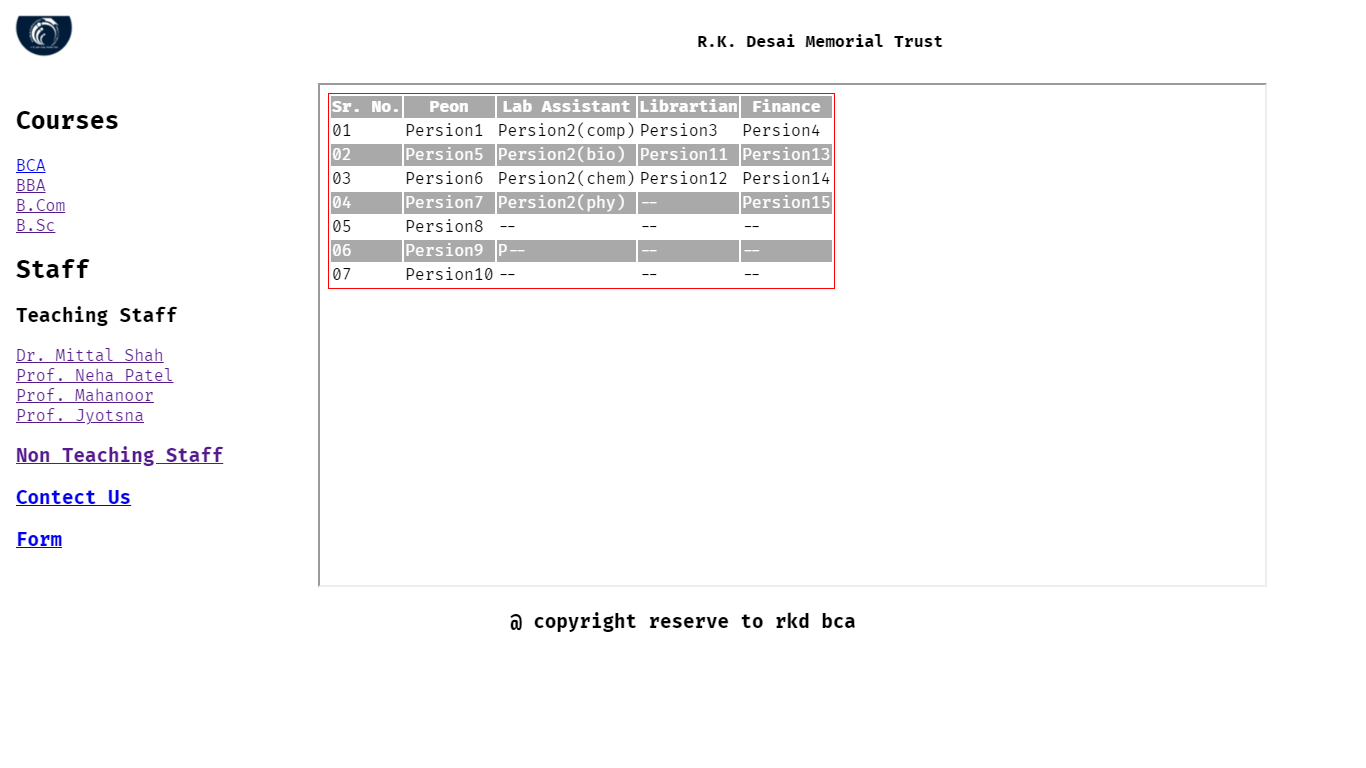 R.K. Desai Memorial Trust
Courses
BCA
BBA
B.Com
B.Sc
Staff
Teaching Staff
Dr. Mittal Shah
Prof. Neha Patel
Prof. Mahanoor
Prof. Jyotsna
Non Teaching Staff
Contect Us
Form
Sr. No. Peon Lab Assistant Librartian Finance
01 Persion1 Persion2(comp) Persion3 Persion4
02 Persion5 Persion2(bio) Persion11 Persion13
03 Persion6 Persion2(chem) Persion12 Persion14
04 Persion7 Persion2(phy) -- Persion15
05 Persion8 -- -- --
06 Persion9 P-- -- --
07 Persion10 -- -- --
@ copyright reserve to rkd bca